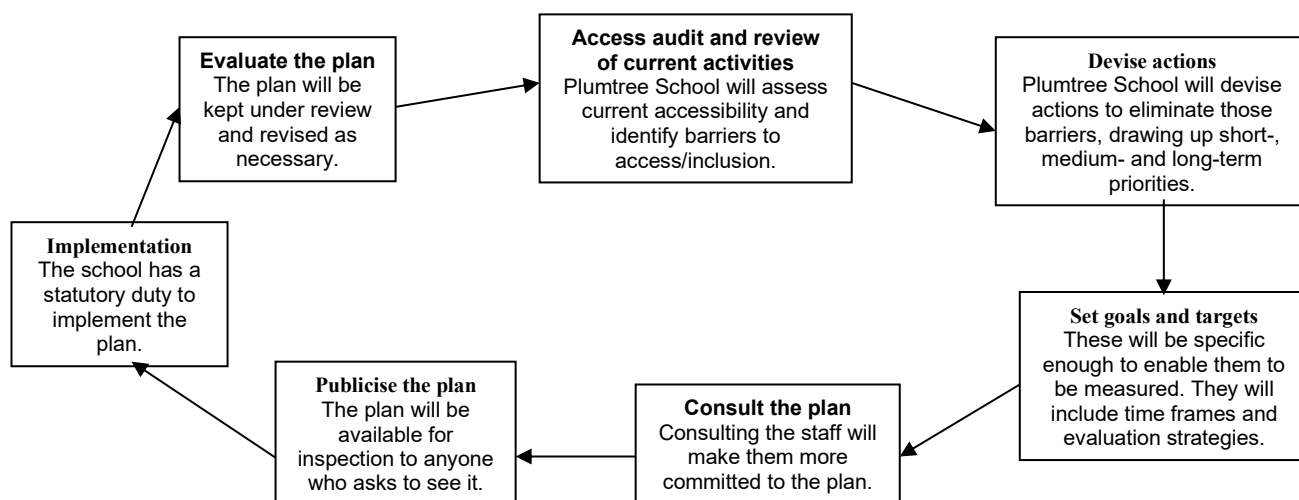 Access audit and review
of current activities
Plumtree School will assess
current accessibility and
identify barriers to
access/inclusion.
Devise actions
Plumtree School will devise
actions to eliminate those
barriers, drawing up short-,
medium- and long-term
priorities.
Set goals and targets
These will be specific
enough to enable them to
be measured. They will
include time frames and
evaluation strategies.
Consult the plan
Consulting the staff will
make them more
committed to the plan.
Publicise the plan
The plan will be
available for
inspection to anyone
who asks to see it.
Implementation
The school has a
statutory duty to
implement the
plan.
Evaluate the plan
The plan will be
kept under review
and revised as
necessary.